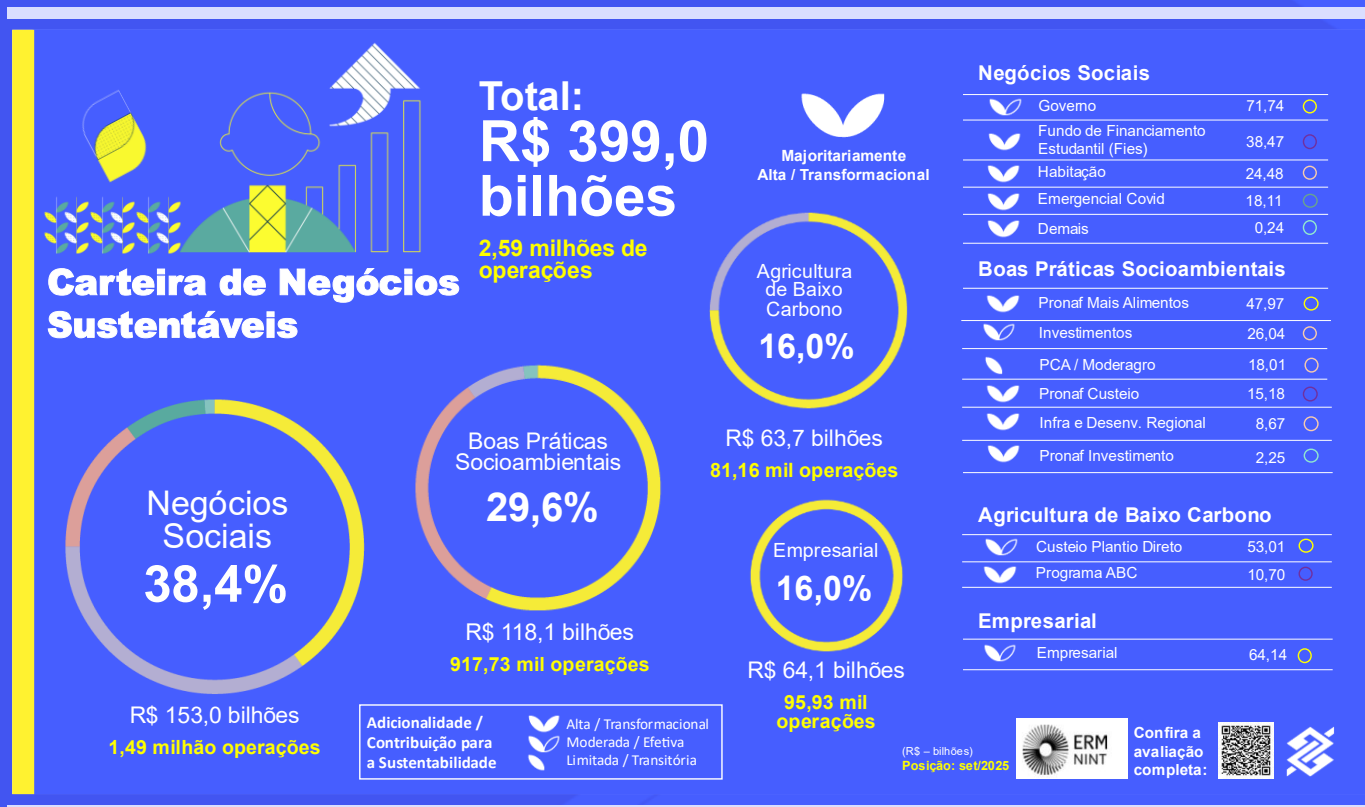 Carteira de Negócios
Sustentáveis
Total:
R$ 399,0
bilhões
2,59 milhões de
operações
Majoritariamente
Alta / Transformacional
Negócios
Sociais
38,4%
R$ 153,0 bilhões
1,49 milhão operações
Boas Práticas
Socioambientais
29,6%
R$ 118,1 bilhões
917,73 mil operações
Agricultura
de Baixo
Carbono
16,0%
R$ 63,7 bilhões
81,16 mil operações
Empresarial
16,0%
R$ 64,1 bilhões
95,93 mil
operações
Negócios Sociais
Governo 71,74
Fundo de Financiamento
Estudantil (Fies) 38,47
Habitação 24,48
Emergencial Covid 18,11
Demais 0,24
Boas Práticas Socioambientais
Pronaf Mais Alimentos 47,97
Investimentos 26,04
PCA / Moderagro 18,01
Pronaf Custeio 15,18
Infra e Desenv. Regional 8,67
Pronaf Investimento 2,25
Agricultura de Baixo Carbono
Custeio Plantio Direto 53,01
Programa ABC 10,70
Empresarial
Empresarial 64,14
Adicionalidade /
Contribuição para
a Sustentabilidade
Alta / Transformacional
Moderada / Efetiva
Limitada / Transitória
(R$ – bilhões)
Posição: set/2025
ERM
NINT
Confira a
avaliação
completa: